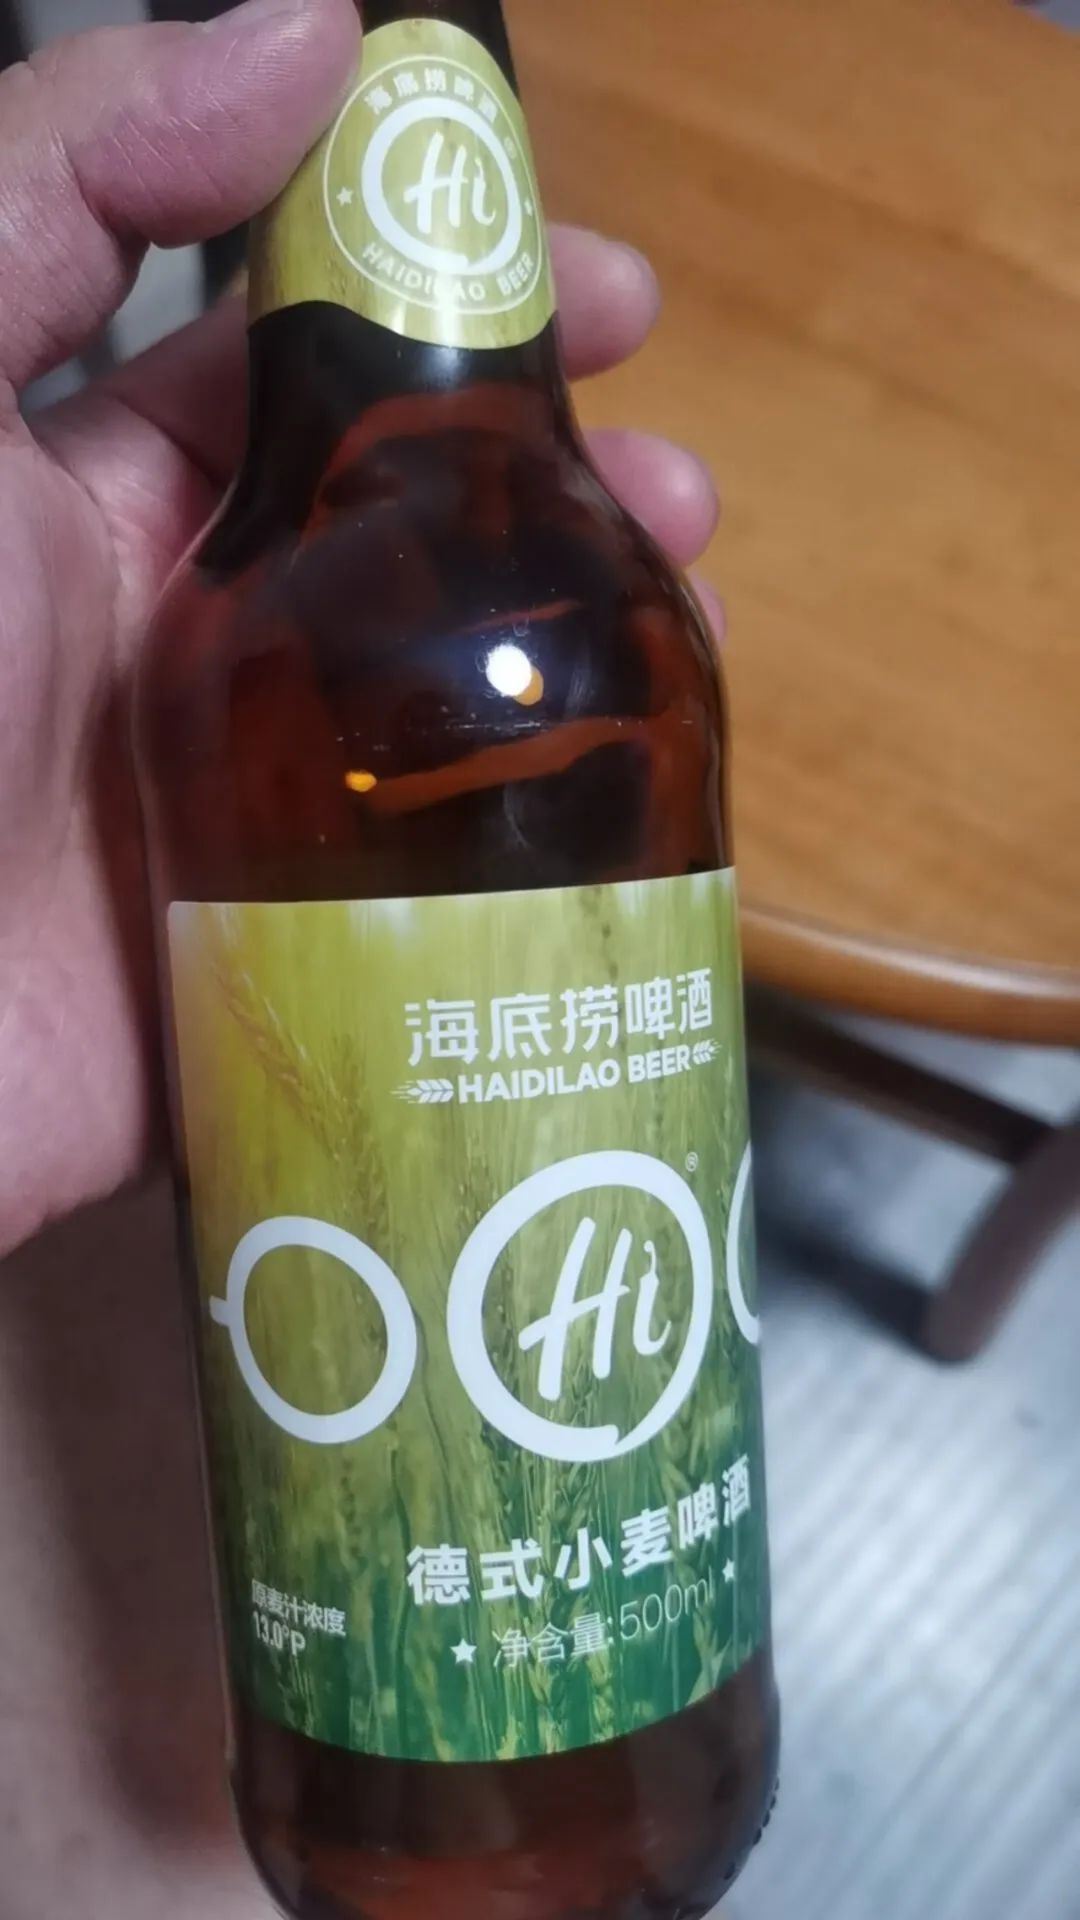 海底捞啤酒®
Hi
HAIDILAO BEER
海底捞啤酒
HAIDILAO BEER
®
Hi
德式小麦啤酒
净含量:500ml
原麦汁浓度
13.0°P